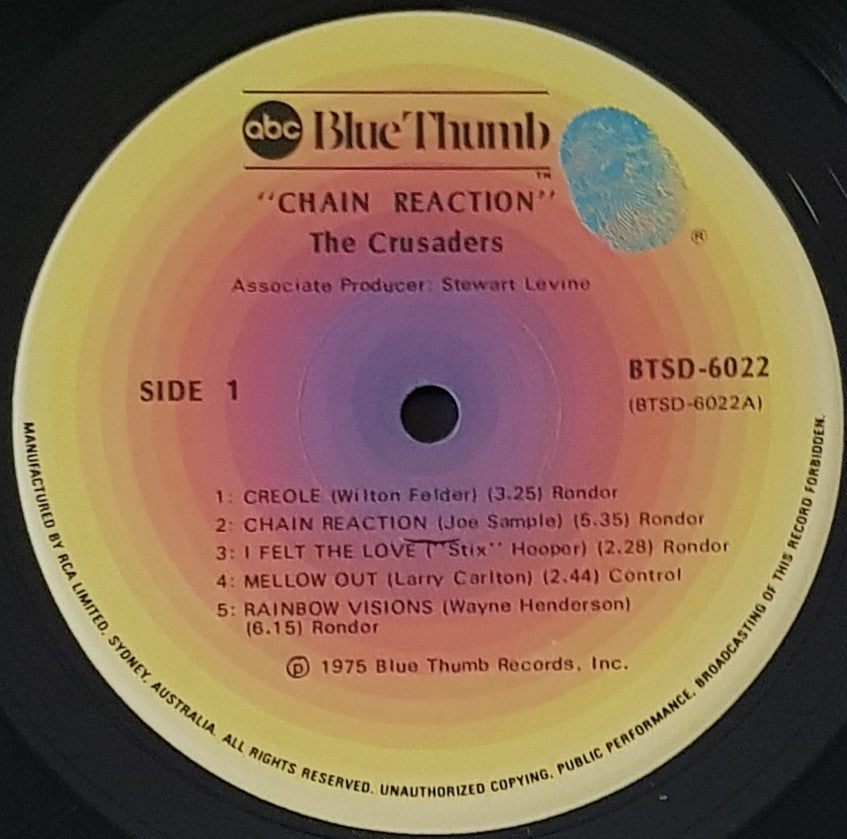 abc Blue Thumb
TM
®
"CHAIN REACTION"
The Crusaders
Associate Producer: Stewart Levine
SIDE 1
BTSD-6022
(BTSD-6022A)
1: CREOLE (Wilton Felder) (3.25) Rondor
2: CHAIN REACTION (Joe Sample) (5.35) Rondor
3: I FELT THE LOVE ("Stix" Hooper) (2.28) Rondor
4: MELLOW OUT (Larry Carlton) (2.44) Control
5: RAINBOW VISIONS (Wayne Henderson)
(6.15) Rondor
℗ 1975 Blue Thumb Records, Inc.
MANUFACTURED BY RCA LIMITED, SYDNEY, AUSTRALIA. ALL RIGHTS RESERVED. UNAUTHORIZED COPYING, PUBLIC PERFORMANCE, BROADCASTING OF THIS RECORD FORBIDDEN.